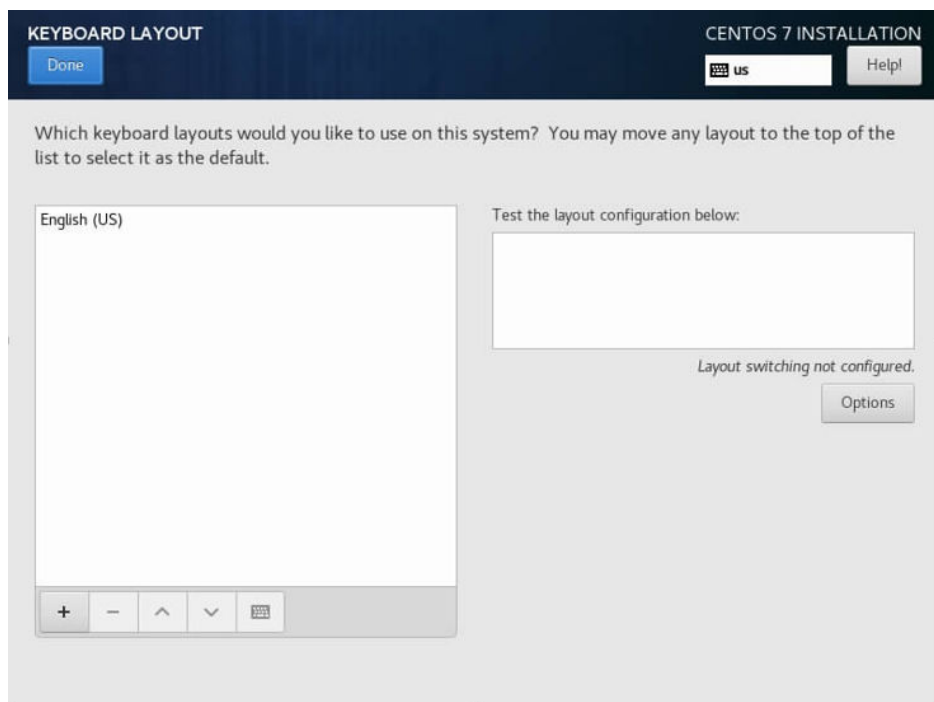 KEYBOARD LAYOUT
CENTOS 7 INSTALLATION
Done
us
Help!
Which keyboard layouts would you like to use on this system? You may move any layout to the top of the
list to select it as the default.
English (US)
Test the layout configuration below:
Layout switching not configured.
Options